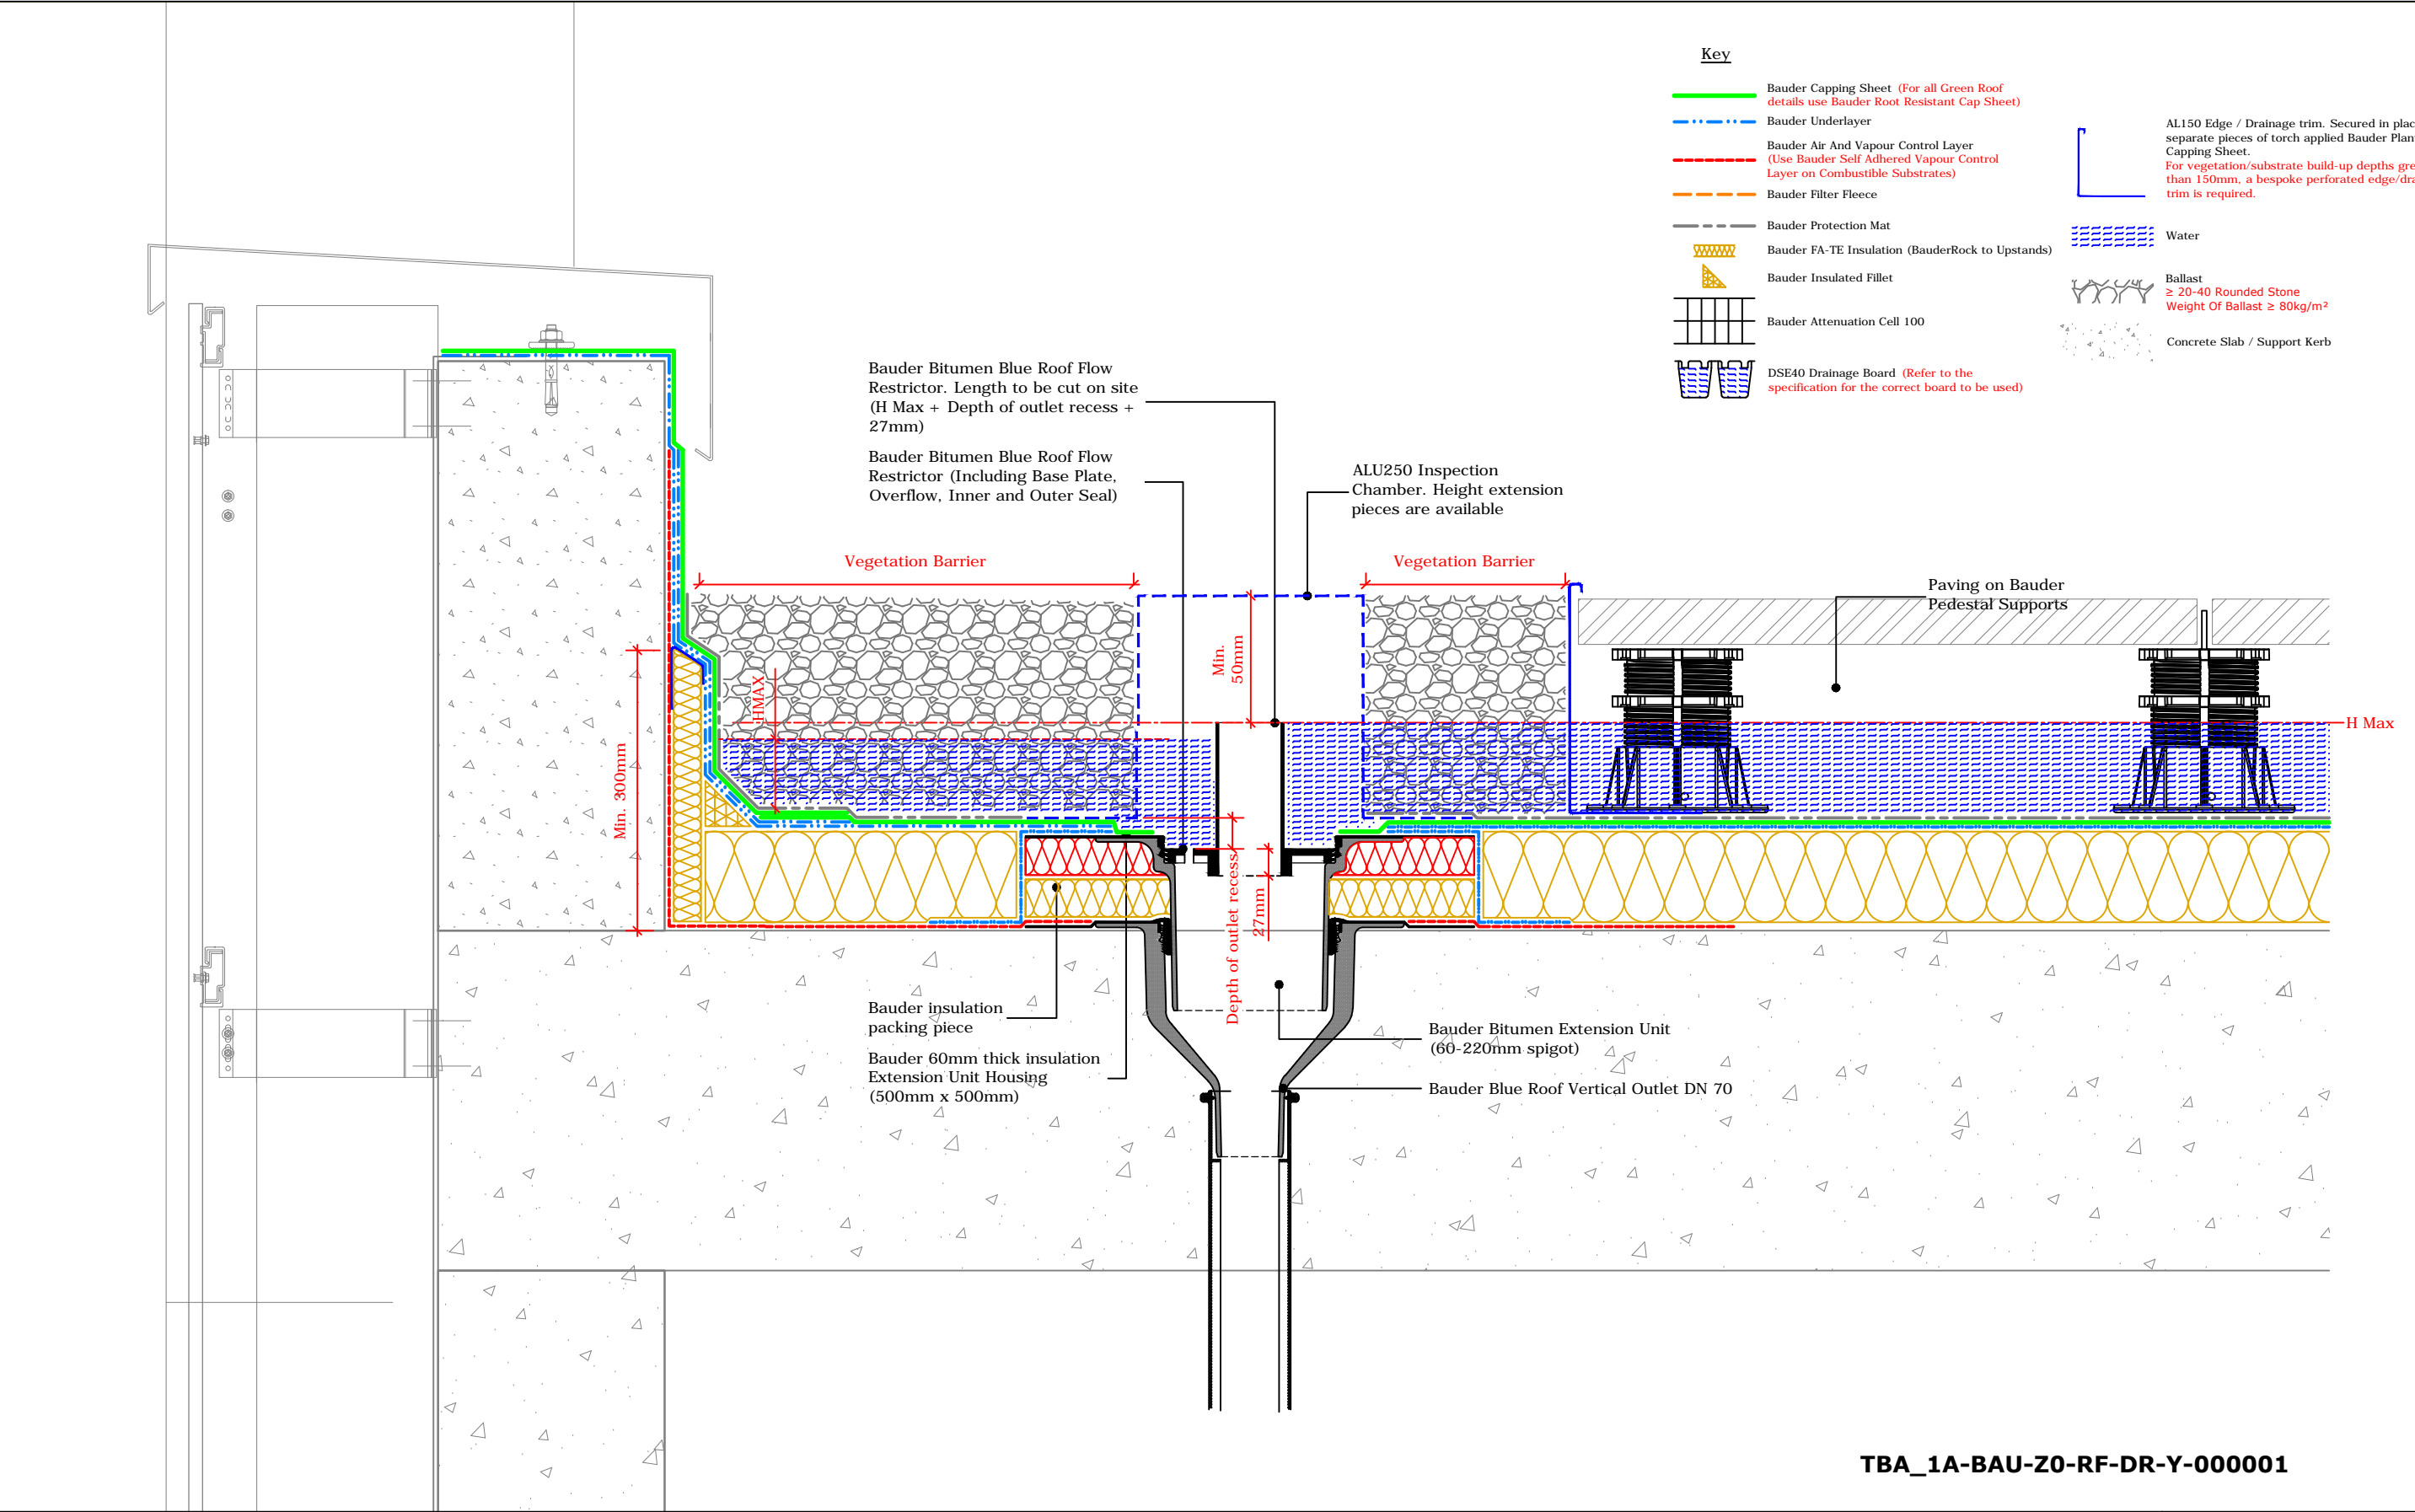 Key
Bauder Capping Sheet (For all Green Roof
details use Bauder Root Resistant Cap Sheet)
Bauder Underlayer
Bauder Air And Vapour Control Layer
(Use Bauder Self Adhered Vapour Control
Layer on Combustible Substrates)
Bauder Filter Fleece
Bauder Protection Mat
Bauder FA-TE Insulation (BauderRock to Upstands)
Bauder Insulated Fillet
Bauder Attenuation Cell 100
DSE40 Drainage Board (Refer to the
specification for the correct board to be used)
AL150 Edge / Drainage trim. Secured in plac
separate pieces of torch applied Bauder Plan
Capping Sheet.
For vegetation/substrate build-up depths gre
than 150mm, a bespoke perforated edge/dra
trim is required.
Water
Ballast
≥ 20-40 Rounded Stone
Weight Of Ballast ≥ 80kg/m²
Concrete Slab / Support Kerb
Bauder Bitumen Blue Roof Flow
Restrictor. Length to be cut on site
(H Max + Depth of outlet recess +
27mm)
Bauder Bitumen Blue Roof Flow
Restrictor (Including Base Plate,
Overflow, Inner and Outer Seal)
ALU250 Inspection
Chamber. Height extension
pieces are available
Vegetation Barrier
Vegetation Barrier
Paving on Bauder
Pedestal Supports
Min.
50mm
HMAX
H Max
Min. 300mm
Depth of outlet recess
27mm
Bauder insulation
packing piece
Bauder 60mm thick insulation
Extension Unit Housing
(500mm x 500mm)
Bauder Bitumen Extension Unit
(60-220mm spigot)
Bauder Blue Roof Vertical Outlet DN 70
TBA_1A-BAU-Z0-RF-DR-Y-000001